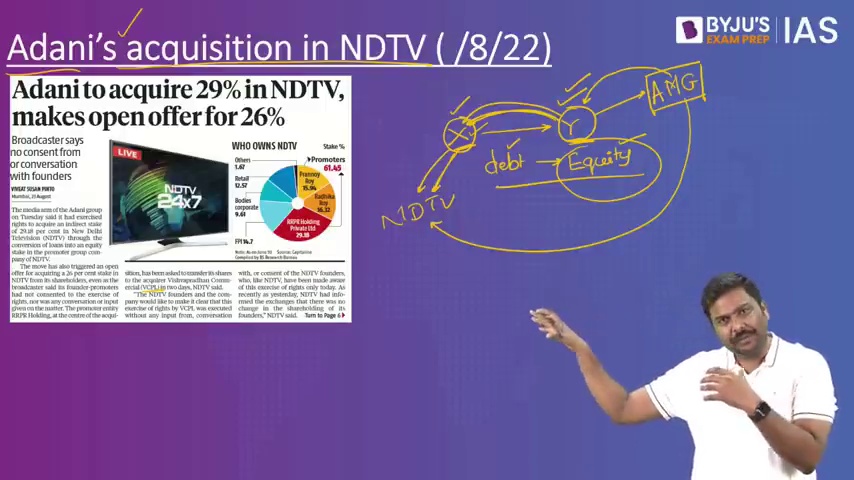 Adani's acquisition in NDTV ( /8/22)
BYJU'S
EXAM PREP
IAS
Adani to acquire 29% in NDTV,
makes open offer for 26%
Broadcaster says
no consent from
or conversation
with founders
VIVEAT SUSAN PINTO
Mumbai, 23 August
The media arm of the Adani group
on Tuesday said it had exercised
rights to acquire an indirect stake
of 29.18 per cent in New Delhi
Television (NDTV) through the
conversion of loans into an equity
stake in the promoter group com-
pany of NDTV.
The move has also triggered an open
offer for acquiring a 26 per cent stake in
NDTV from its shareholders, even as the
broadcaster said its founder-promoters
had not consented to the exercise of
rights, nor was any conversation or input
given on the matter. The promoter entity
RRPR Holding, at the centre of the acqui-
LIVE
NDTV
24x7
WHO OWNS NDTV
Stake %
Promoters
61.45
Others
1.67
Retail
12.57
Bodies
corporate
9.61
FPI 14.7
Prannoy
Roy
15.94
Radhika
Roy
16.32
RRPR Holding
Private Ltd
29.18
sition, has been asked to transfer its shares
to the acquirer Vishvapradhan Comme-
rcial (VCPL) in two days, NDTV said.
"The NDTV founders and the com-
pany would like to make it clear that this
exercise of rights by VCPL was executed
without any input from, conversation
with, or consent of the NDTV founders,
who, like NDTV, have been made aware
of this exercise of rights only today. As
recently as yesterday, NDTV had info-
rmed the exchanges that there was no
change in the shareholding of its
founders," NDTV said.
Turn to Page 6
X
Y
AMG
debt → Equity
NDTV